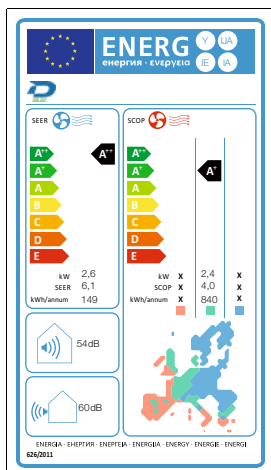 ENERG Y IJA
енергия · ενεργεια IE IA
D
SEER SCOP
A++ A++ A++
A+ A+ A+
A A
B B
C C
D D
E E
kW 2,6 kW X 2,4 X
SEER 6,1 SCOP X 4,0 X
kWh/annum 149 kWh/annum X 840 X
54dB
60dB
ENERGIA · ЕНЕРГИЯ · ΕΝΕΡΓΕΙΑ · ENERGIJA · ENERGY · ENERGIE · ENERGI
626/2011